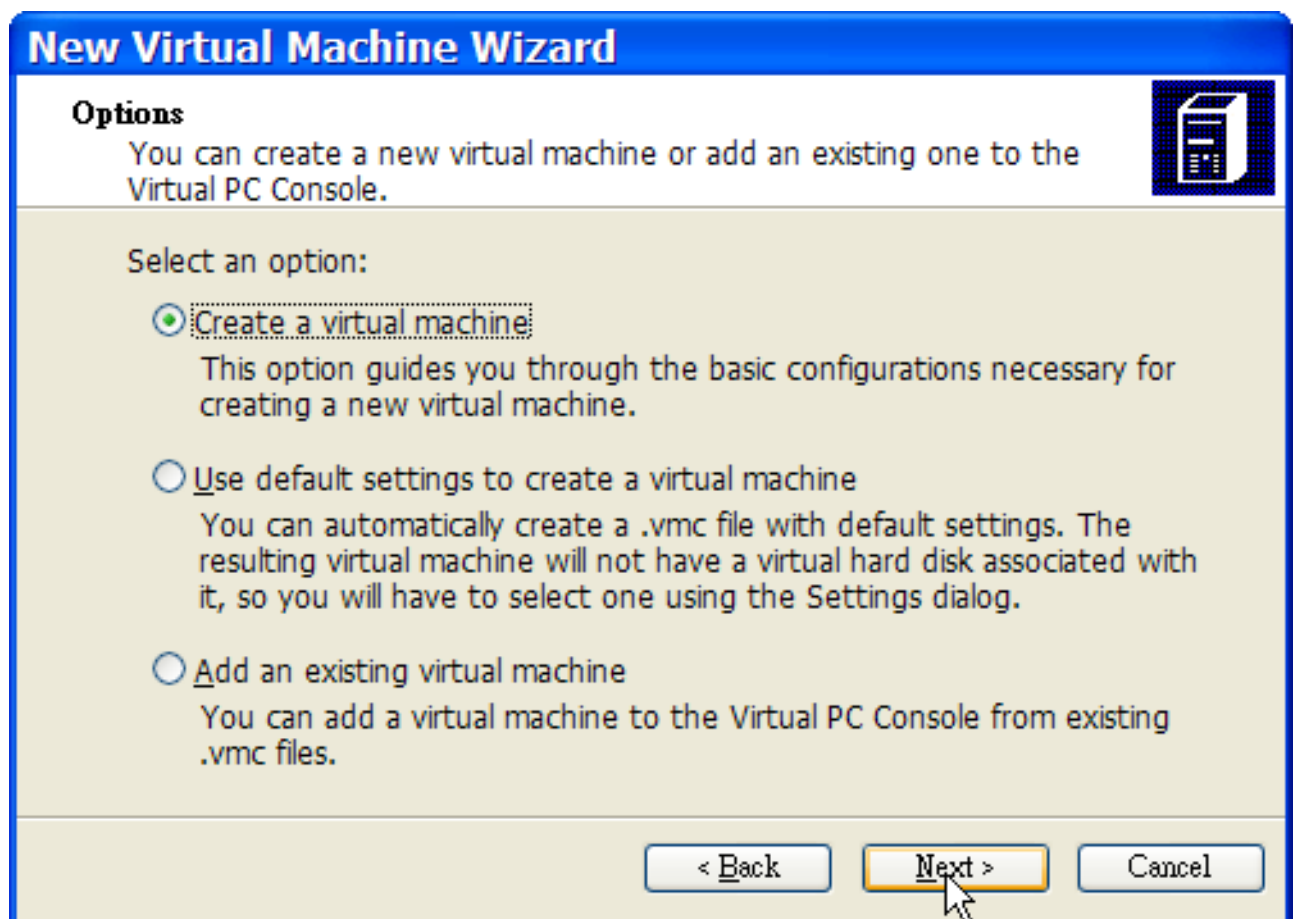 New Virtual Machine Wizard
Options
You can create a new virtual machine or add an existing one to the
Virtual PC Console.
Select an option:
Create a virtual machine
This option guides you through the basic configurations necessary for
creating a new virtual machine.
Use default settings to create a virtual machine
You can automatically create a .vmc file with default settings. The
resulting virtual machine will not have a virtual hard disk associated with
it, so you will have to select one using the Settings dialog.
Add an existing virtual machine
You can add a virtual machine to the Virtual PC Console from existing
.vmc files.
< Back Next > Cancel